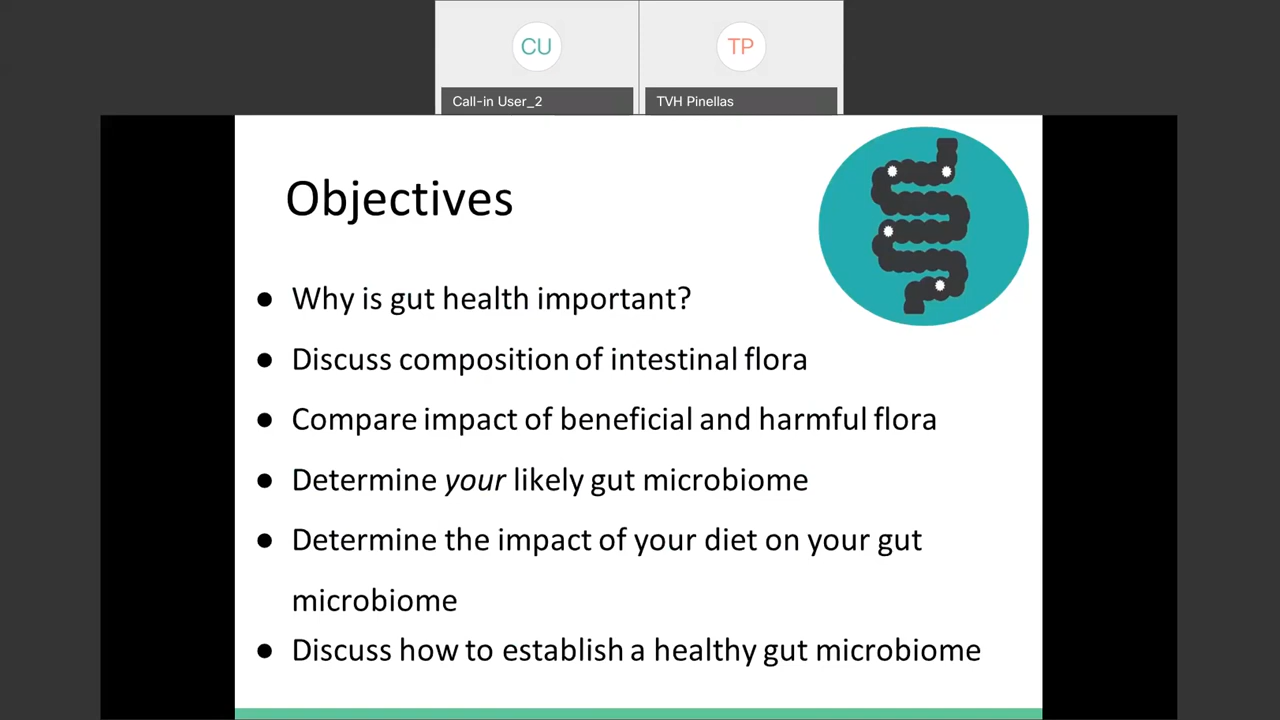 CU
TP
Call-in User_2
TVH Pinellas
Objectives
● Why is gut health important?
● Discuss composition of intestinal flora
● Compare impact of beneficial and harmful flora
● Determine your likely gut microbiome
● Determine the impact of your diet on your gut
microbiome
● Discuss how to establish a healthy gut microbiome